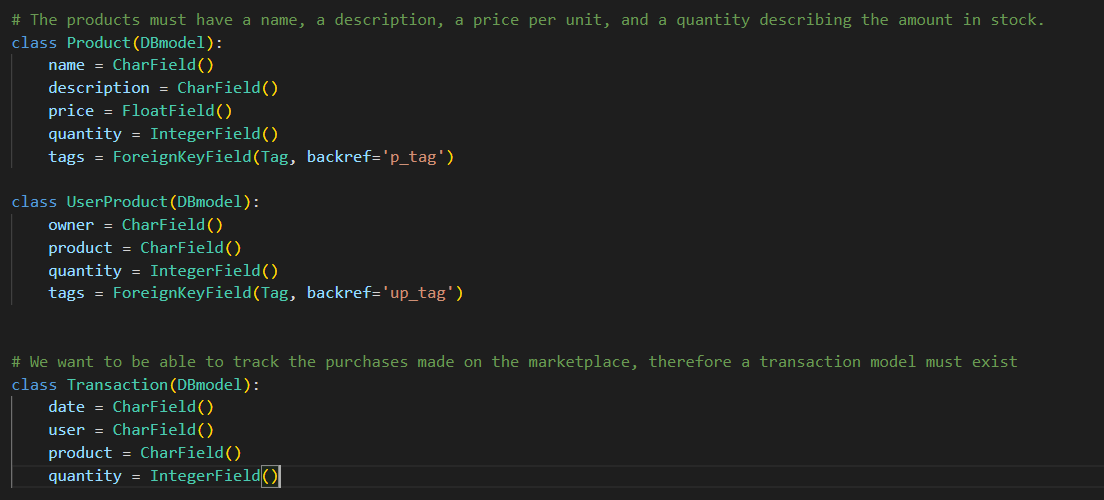 # The products must have a name, a description, a price per unit, and a quantity describing the amount in stock.
class Product(DBmodel):
    name = CharField()
    description = CharField()
    price = FloatField()
    quantity = IntegerField()
    tags = ForeignKeyField(Tag, backref='p_tag')

class UserProduct(DBmodel):
    owner = CharField()
    product = CharField()
    quantity = IntegerField()
    tags = ForeignKeyField(Tag, backref='up_tag')


# We want to be able to track the purchases made on the marketplace, therefore a transaction model must exist
class Transaction(DBmodel):
    date = CharField()
    user = CharField()
    product = CharField()
    quantity = IntegerField()